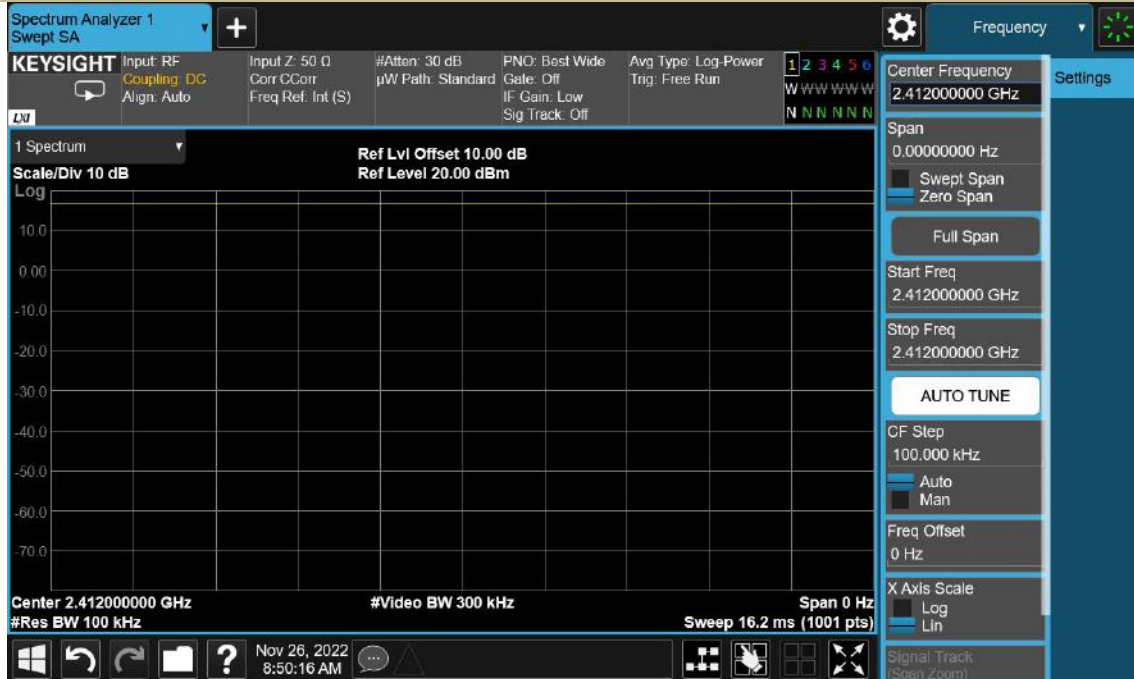 Spectrum Analyzer 1
Swept SA
Frequency
KEYSIGHT
Input: RF
Coupling: DC
Align: Auto
Input Z: 50 Ω
Corr CCorr
Freq Ref: Int (S)
#Atten: 30 dB
µW Path: Standard
PNO: Best Wide
Gate: Off
IF Gain: Low
Sig Track: Off
Avg Type: Log-Power
Trig: Free Run
1 2 3 4 5 6
W W W W W W
N N N N N N
LXI
1 Spectrum
Scale/Div 10 dB
Ref Lvl Offset 10.00 dB
Ref Level 20.00 dBm
Log
10.0
0.00
-10.0
-20.0
-30.0
-40.0
-50.0
-60.0
-70.0
Center 2.412000000 GHz
#Res BW 100 kHz
#Video BW 300 kHz
Span 0 Hz
Sweep 16.2 ms (1001 pts)
Nov 26, 2022
8:50:16 AM
Center Frequency
2.412000000 GHz
Settings
Span
0.00000000 Hz
Swept Span
Zero Span
Full Span
Start Freq
2.412000000 GHz
Stop Freq
2.412000000 GHz
AUTO TUNE
CF Step
100.000 kHz
Auto
Man
Freq Offset
0 Hz
X Axis Scale
Log
Lin
Signal Track
(Span Zoom)